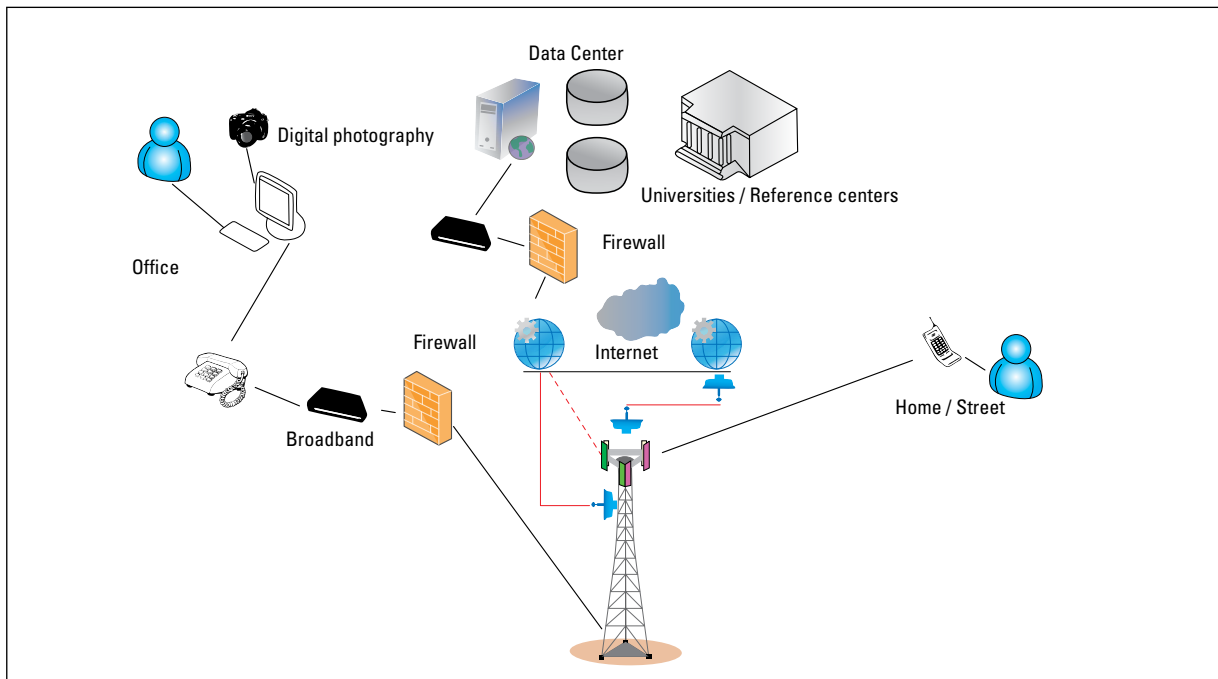 Data Center
Digital photography
Universities / Reference centers
Firewall
Office
Firewall
Internet
Home / Street
Broadband